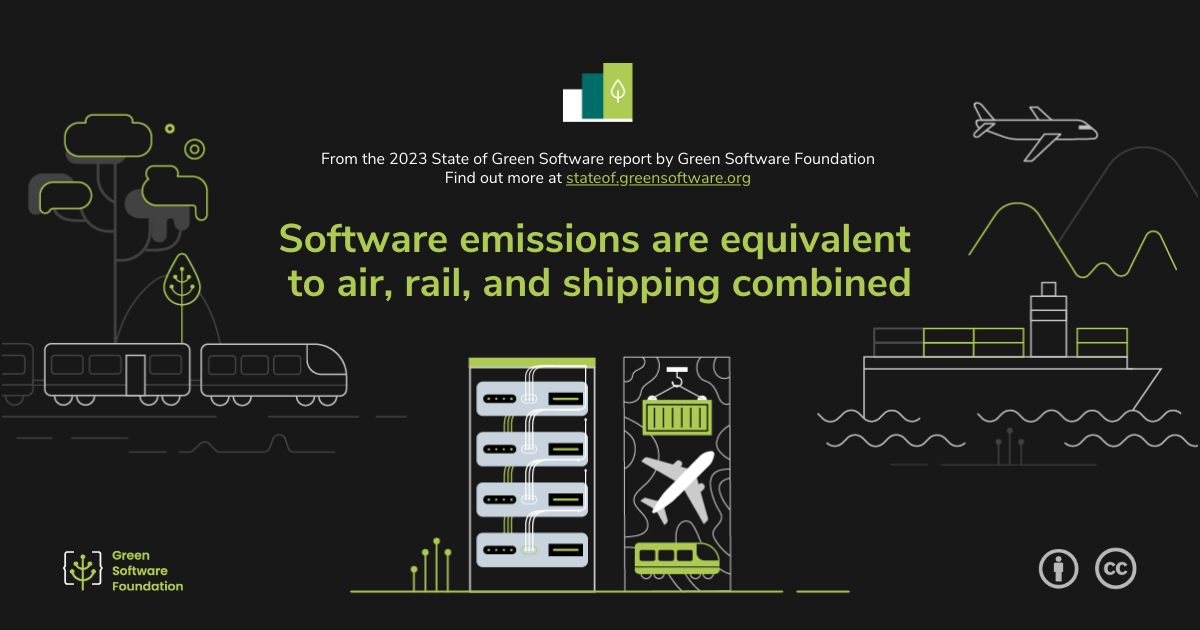 From the 2023 State of Green Software report by Green Software Foundation
Find out more at stateof.greensoftware.org
Software emissions are equivalent
to air, rail, and shipping combined
Green
Software
Foundation
cc